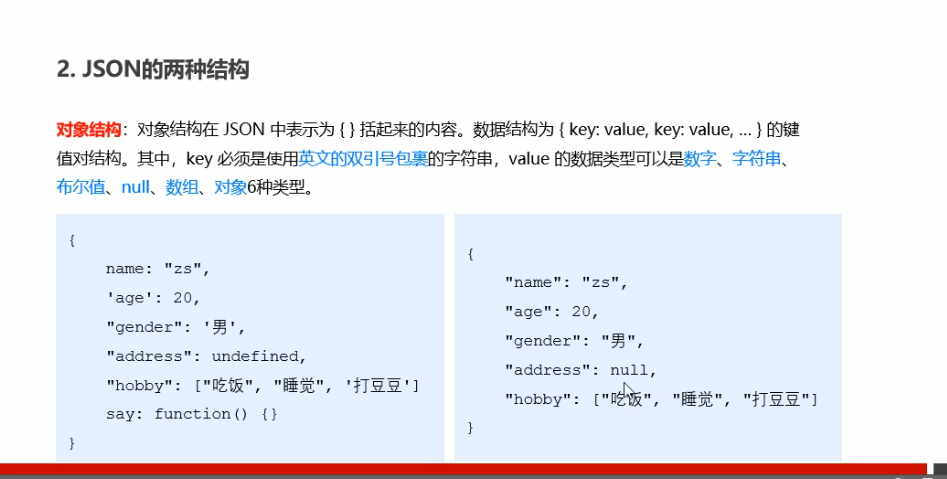 2. JSON的两种结构
对象结构：对象结构在 JSON 中表示为 { } 括起来的内容。数据结构为 { key: value, key: value, … } 的键
值对结构。其中，key 必须是使用英文的双引号包裹的字符串，value 的数据类型可以是数字、字符串、
布尔值、null、数组、对象6种类型。
{
name: "zs",
'age': 20,
"gender": '男',
"address": undefined,
"hobby": ["吃饭", "睡觉", '打豆豆']
say: function() {}
}
{
"name": "zs",
"age": 20,
"gender": "男",
"address": null,
"hobby": ["吃饭", "睡觉", "打豆豆"]
}